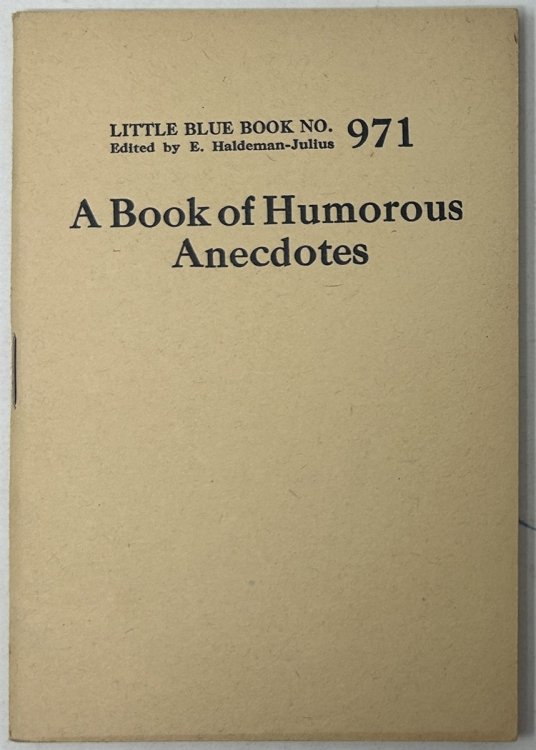 LITTLE BLUE BOOK NO. 971
Edited by E. Haldeman-Julius
A Book of Humorous
Anecdotes